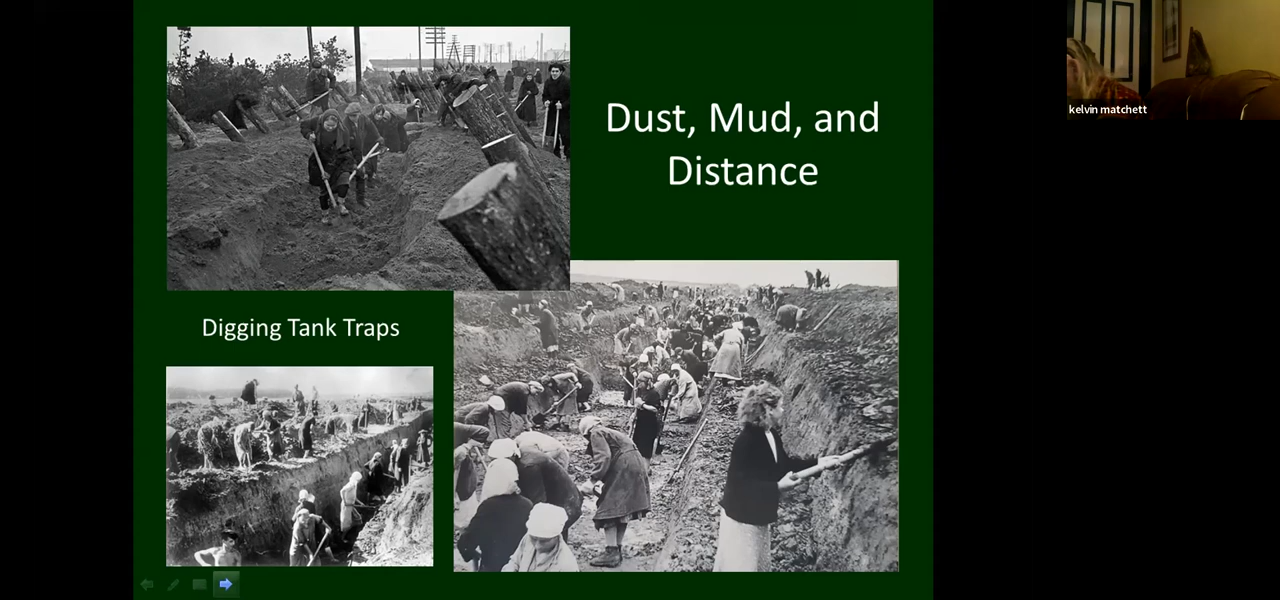 Dust, Mud, and
Distance
kelvin matchett
Digging Tank Traps